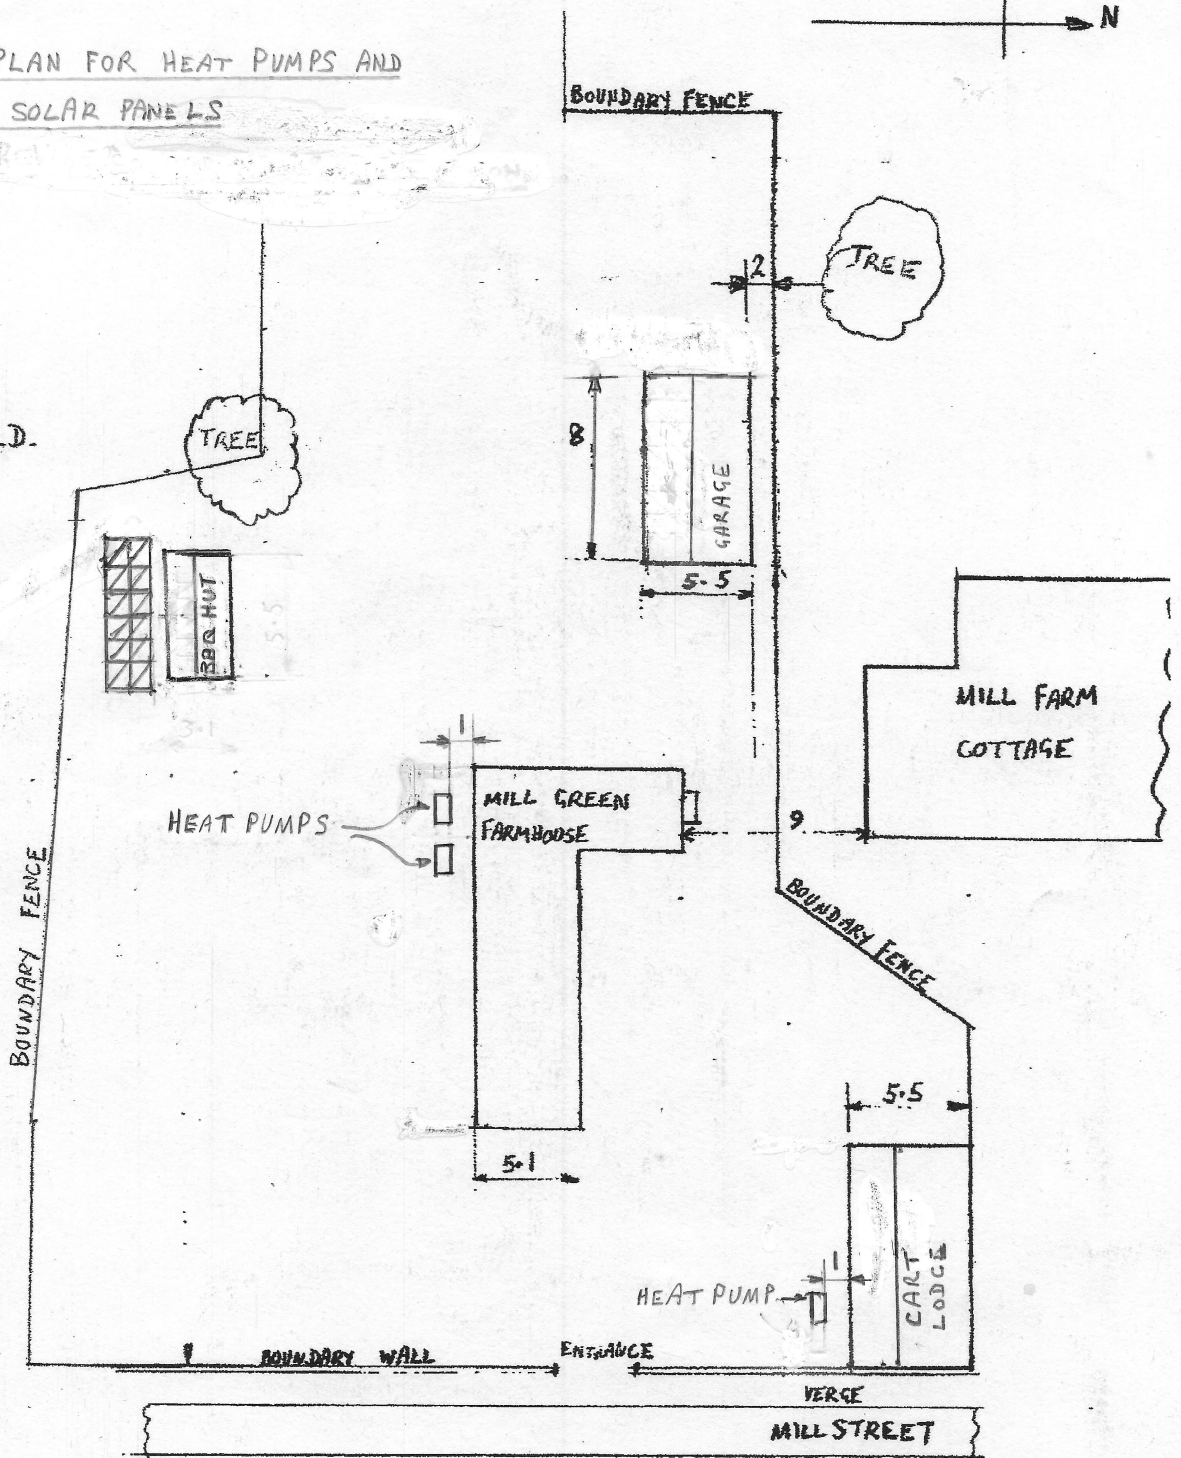 N
PLAN FOR HEAT PUMPS AND
SOLAR PANELS
BOUNDARY FENCE
2
TREE
TREE
.D.
8
GARAGE
5.5
BBQ HUT
5.5
3.1
MILL FARM
COTTAGE
1
HEAT PUMPS
MILL GREEN
FARMHOUSE
9
BOUNDARY FENCE
BOUNDARY FENCE
5.5
5.1
1
HEAT PUMP
CART
LODGE
BOUNDARY WALL
ENTRANCE
VERGE
MILL STREET